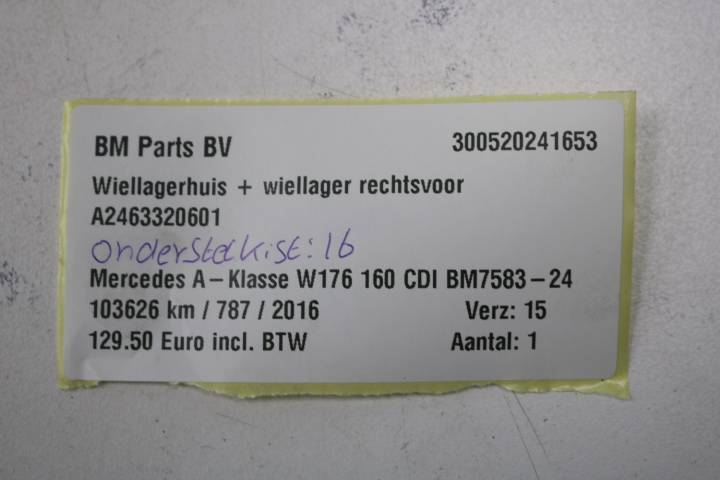 BM Parts BV 300520241653
Wiellagerhuis + wiellager rechtsvoor
A2463320601
onderstelkist: 16
Mercedes A-Klasse W176 160 CDI BM7583-24
103626 km / 787 / 2016 Verz: 15
129.50 Euro incl. BTW Aantal: 1